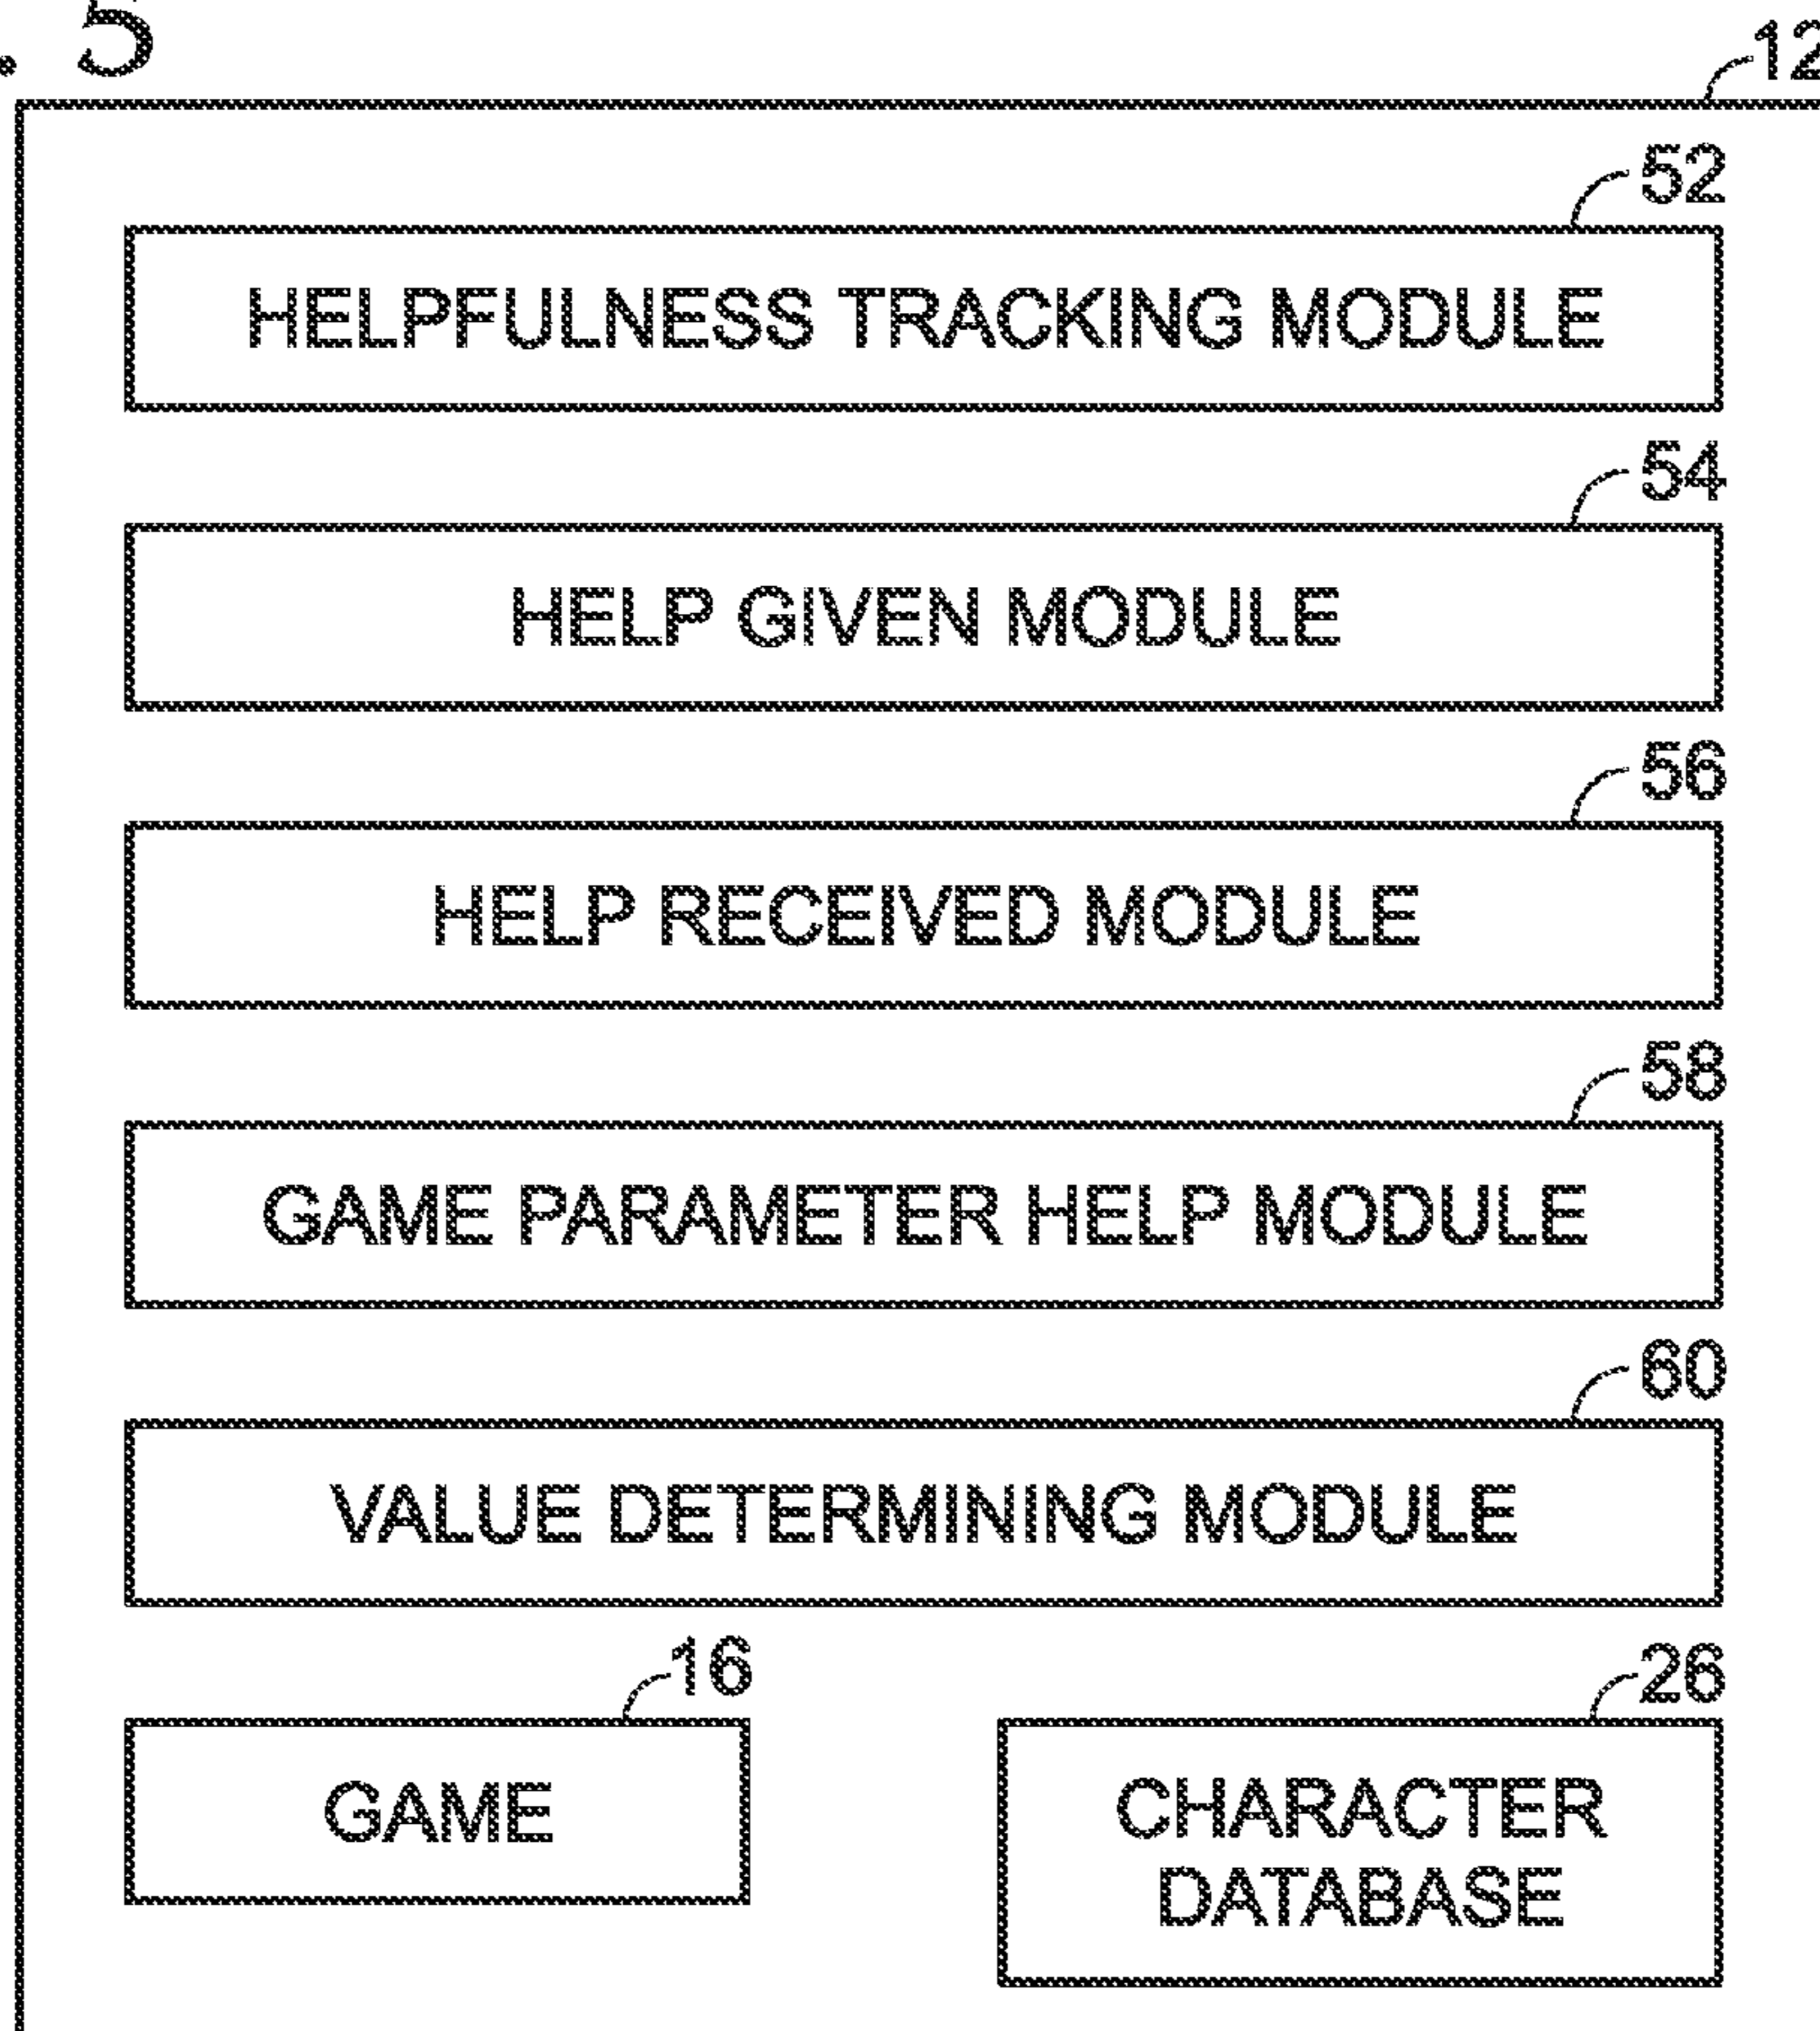 . 5
12
52
HELPFULNESS TRACKING MODULE
54
HELP GIVEN MODULE
56
HELP RECEIVED MODULE
58
GAME PARAMETER HELP MODULE
60
VALUE DETERMINING MODULE
16
GAME
26
CHARACTER
DATABASE